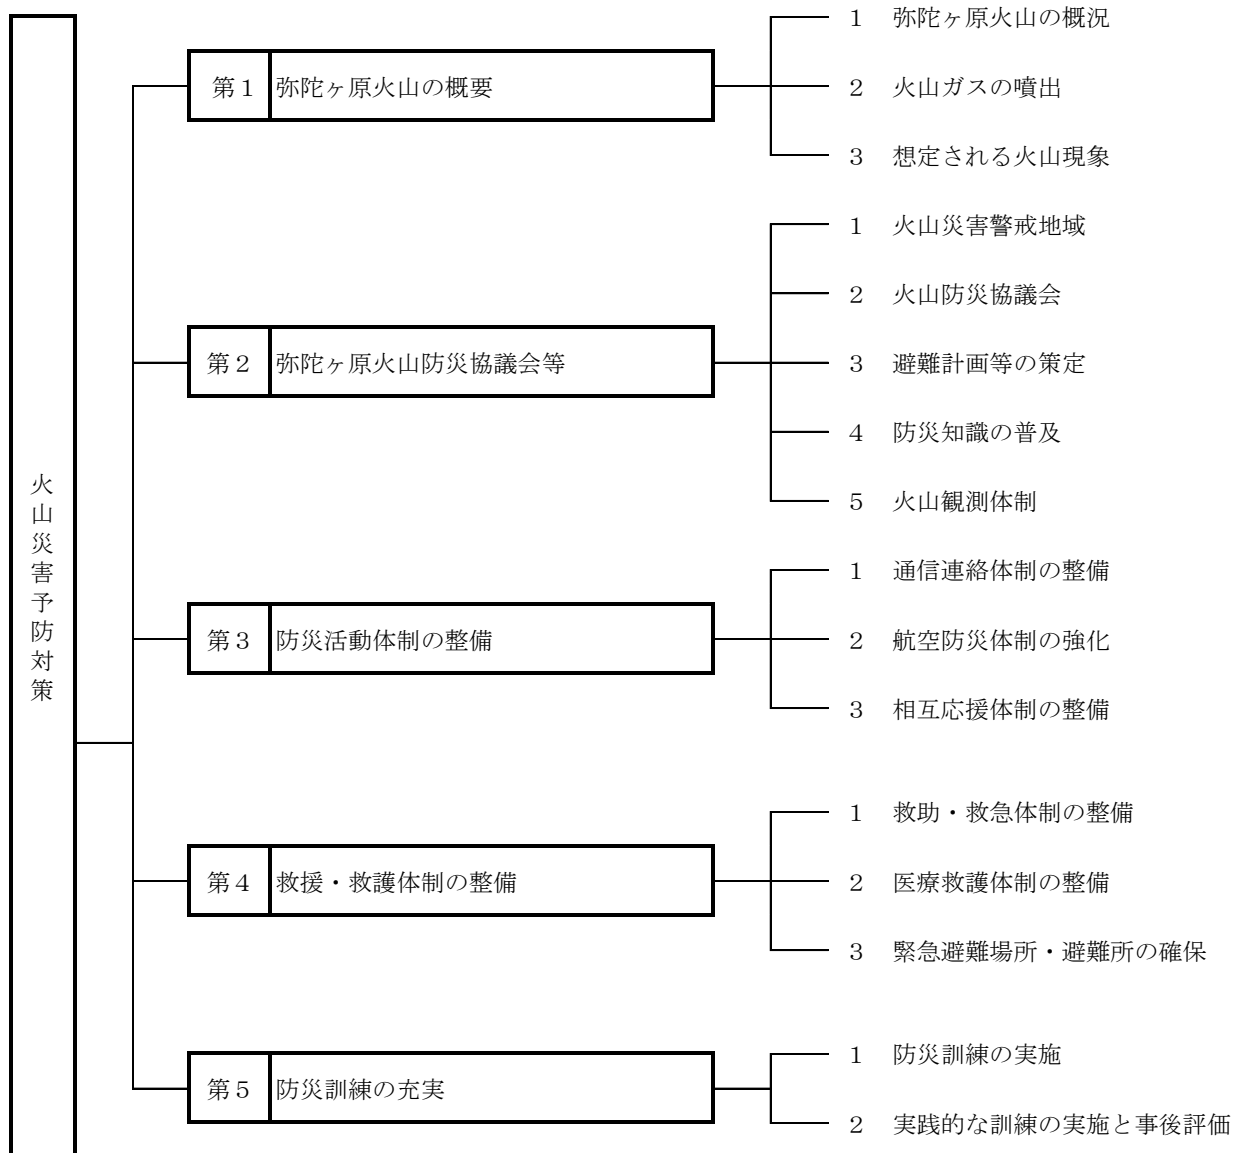 火山災害予防対策
第１ 弥陀ヶ原火山の概要
１ 弥陀ヶ原火山の概況
２ 火山ガスの噴出
３ 想定される火山現象
第２ 弥陀ヶ原火山防災協議会等
１ 火山災害警戒地域
２ 火山防災協議会
３ 避難計画等の策定
４ 防災知識の普及
５ 火山観測体制
第３ 防災活動体制の整備
１ 通信連絡体制の整備
２ 航空防災体制の強化
３ 相互応援体制の整備
第４ 救援・救護体制の整備
１ 救助・救急体制の整備
２ 医療救護体制の整備
３ 緊急避難場所・避難所の確保
第５ 防災訓練の充実
１ 防災訓練の実施
２ 実践的な訓練の実施と事後評価